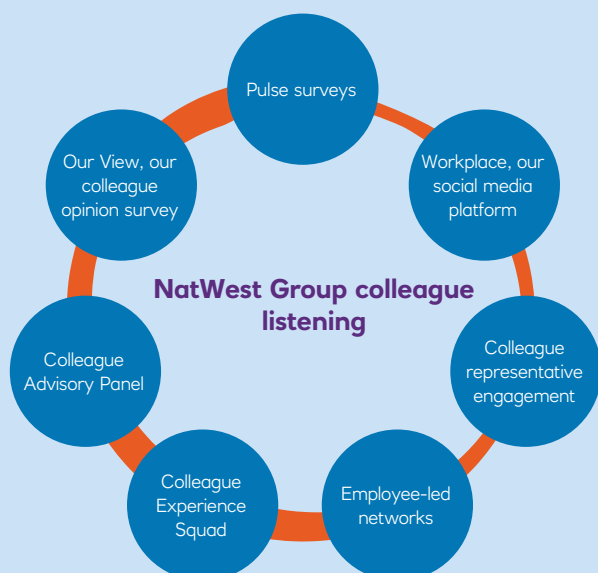 Pulse surveys
Workplace, our
social media
platform
Colleague
representative
engagement
Employee-led
networks
Colleague
Experience
Squad
Colleague
Advisory Panel
Our View, our
colleague
opinion survey
NatWest Group colleague
listening